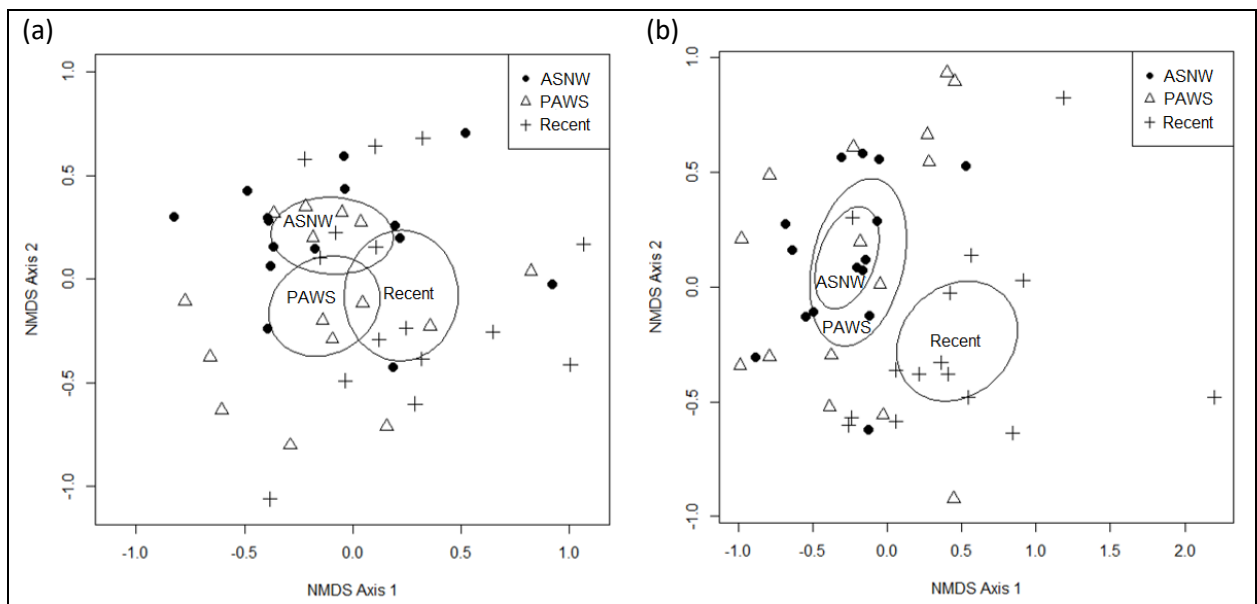 (a)
ASNW
PAWS
Recent
1.0
0.5
0.0
-0.5
-1.0
NMDS Axis 2
ASNW
PAWS
Recent
-1.0
-0.5
0.0
0.5
1.0
NMDS Axis 1
(b)
ASNW
PAWS
Recent
1.0
0.5
0.0
-0.5
-1.0
NMDS Axis 2
ASNW
PAWS
Recent
-1.0
-0.5
0.0
0.5
1.0
1.5
2.0
NMDS Axis 1